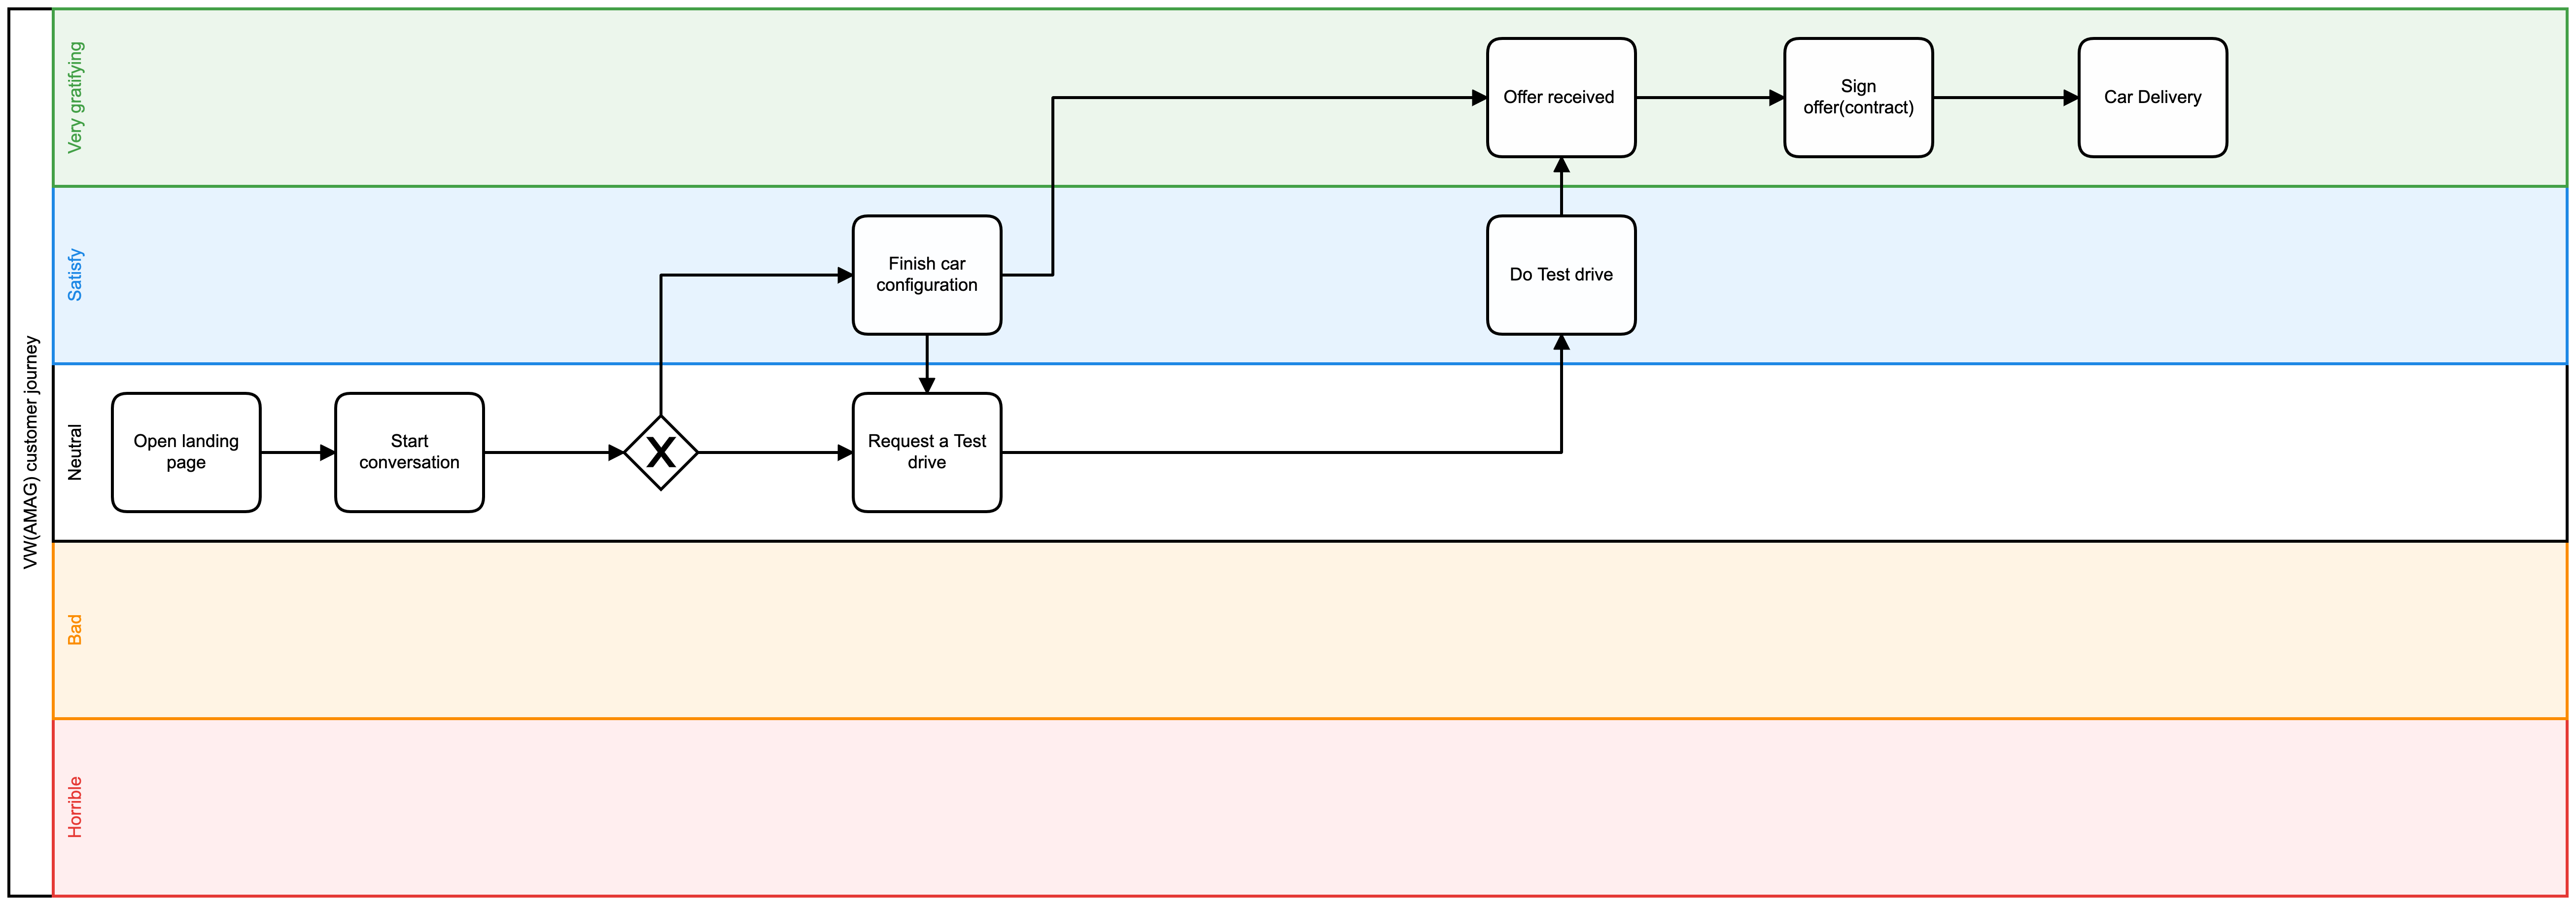 VW(AMAG) customer journey
Very gratifying
Offer received
Sign
offer(contract)
Car Delivery
Satisfy
Finish car
configuration
Do Test drive
Neutral
Open landing
page
Start
conversation
X
Request a Test
drive
Bad
Horrible